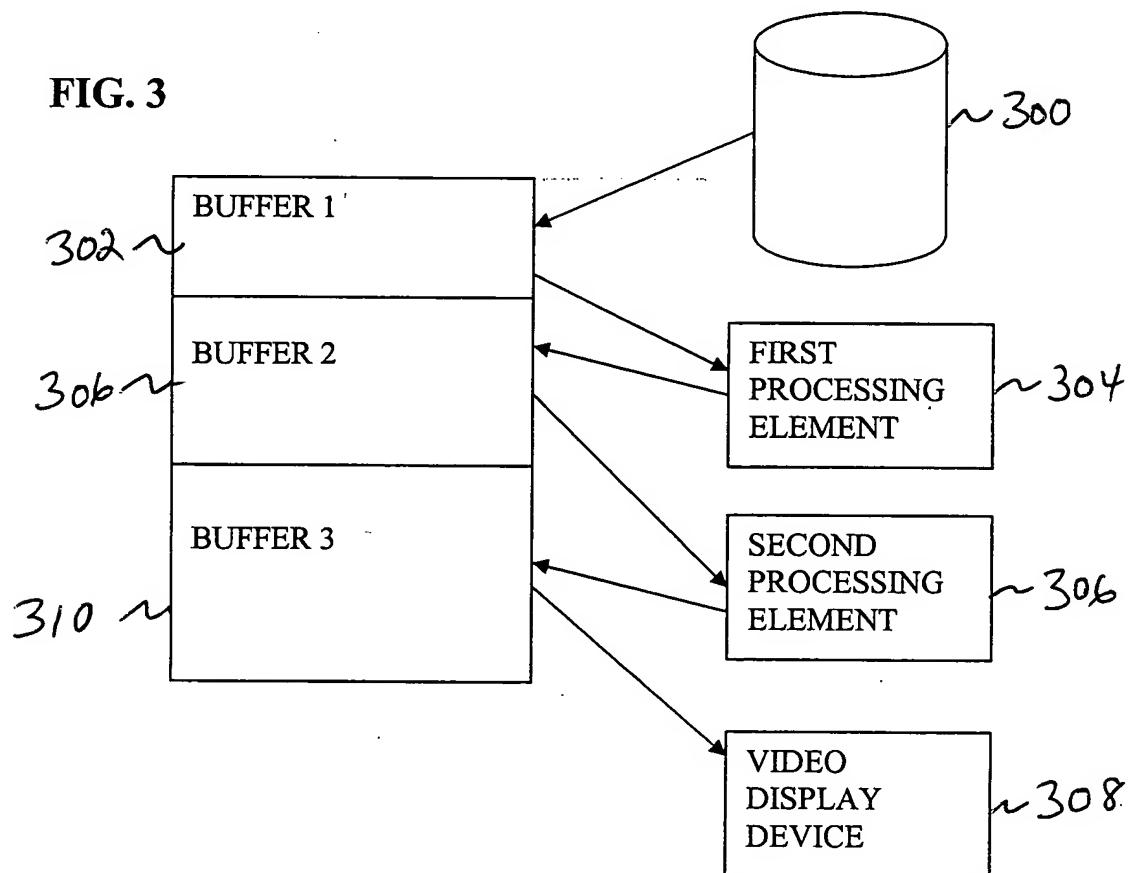 FIG. 3
300
BUFFER 1
302
BUFFER 2
306
FIRST
PROCESSING
ELEMENT
304
BUFFER 3
310
SECOND
PROCESSING
ELEMENT
306
VIDEO
DISPLAY
DEVICE
308